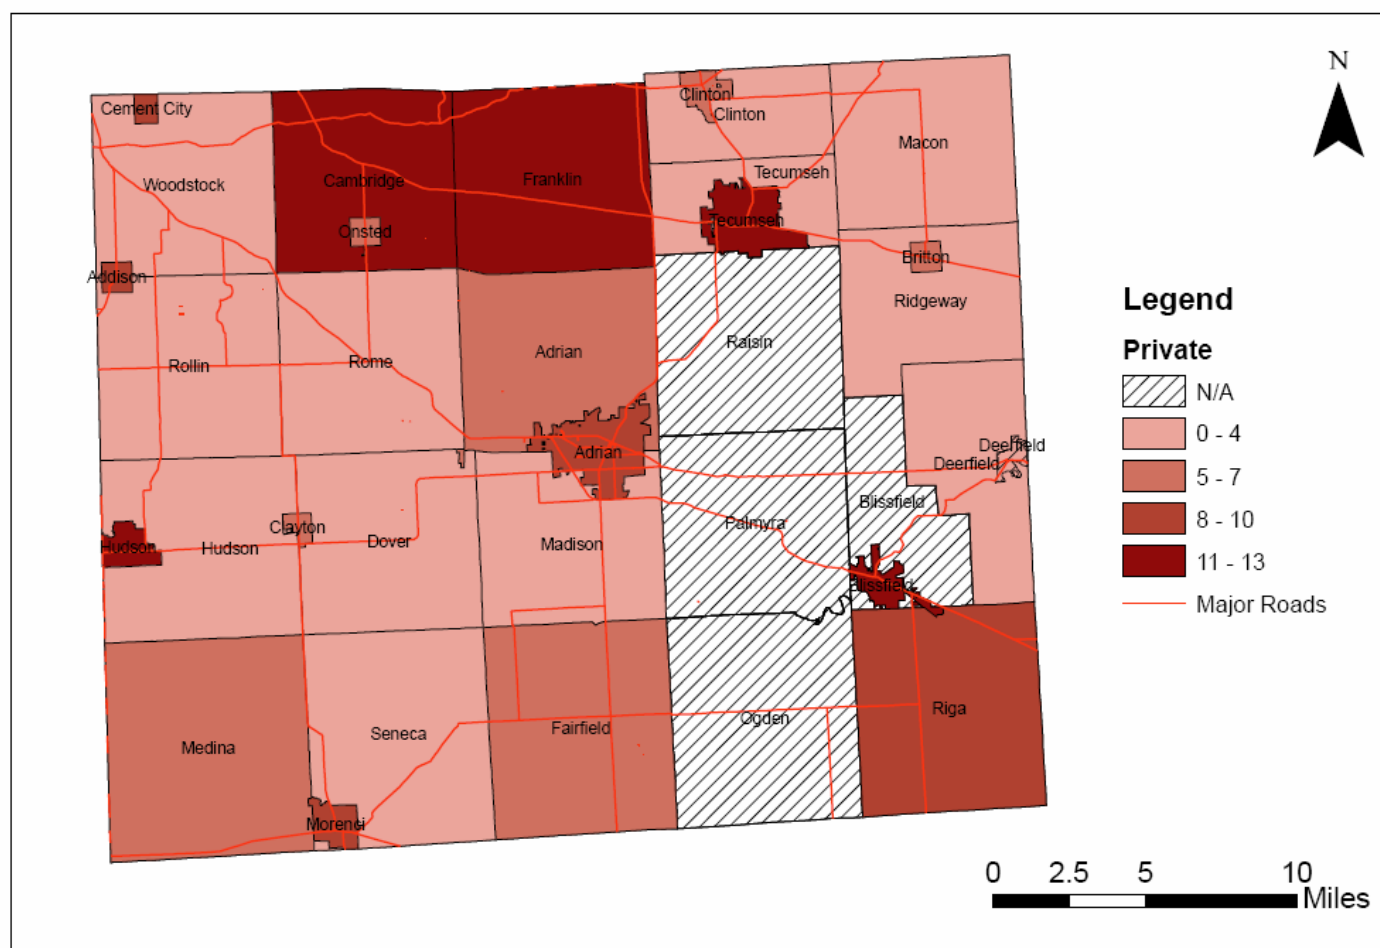 N
Cement City
Clinton
Clinton
Macon
Woodstock
Cambridge
Franklin
Tecumseh
Tecumseh
Onsted
Britton
Addison
Ridgeway
Rollin
Rome
Adrian
Raisin
Adrian
Deerfield
Deerfield
Blissfield
Hudson
Hudson
Clayton
Dover
Madison
Palmyra
Blissfield
Medina
Seneca
Fairfield
Ogden
Riga
Morenci
Legend
Private
N/A
0 - 4
5 - 7
8 - 10
11 - 13
Major Roads
0 2.5 5 10
Miles